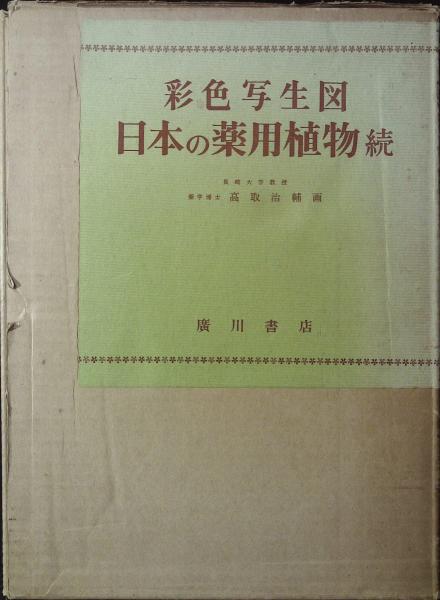 彩色写生図
日本の薬用植物 続
長崎大学教授
薬学博士 高取治輔画
廣川書店